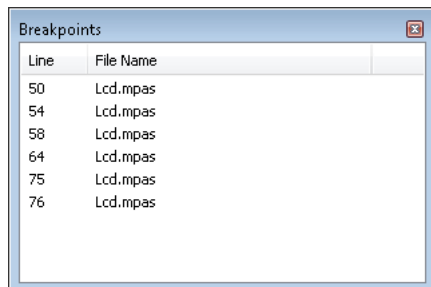 Breakpoints
Line File Name
50 Lcd.mpas
54 Lcd.mpas
58 Lcd.mpas
64 Lcd.mpas
75 Lcd.mpas
76 Lcd.mpas